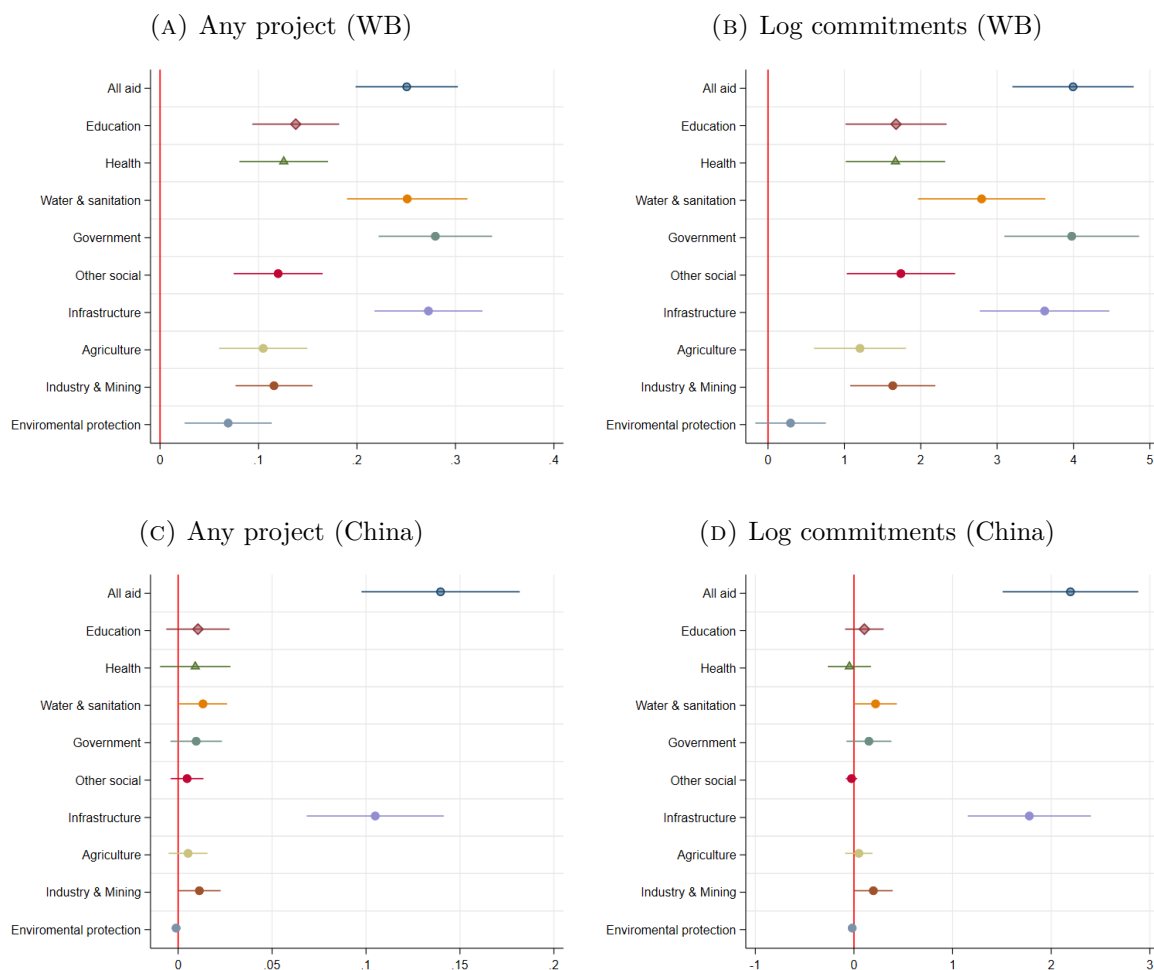 (A) Any project (WB)
All aid
Education
Health
Water & sanitation
Government
Other social
Infrastructure
Agriculture
Industry & Mining
Enviromental protection
0 .1 .2 .3 .4
(B) Log commitments (WB)
All aid
Education
Health
Water & sanitation
Government
Other social
Infrastructure
Agriculture
Industry & Mining
Enviromental protection
0 1 2 3 4 5
(C) Any project (China)
All aid
Education
Health
Water & sanitation
Government
Other social
Infrastructure
Agriculture
Industry & Mining
Enviromental protection
0 .05 .1 .15 .2
(D) Log commitments (China)
All aid
Education
Health
Water & sanitation
Government
Other social
Infrastructure
Agriculture
Industry & Mining
Enviromental protection
-1 0 1 2 3